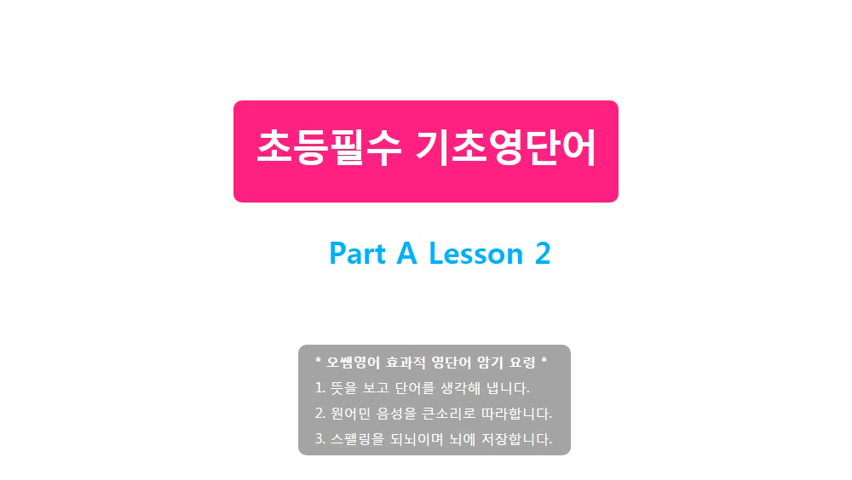 초등필수 기초영단어
Part A Lesson 2
* 오쌤영어 효과적 영단어 암기 요령 *
1. 뜻을 보고 단어를 생각해 냅니다.
2. 원어민 음성을 큰소리로 따라합니다.
3. 스펠링을 되뇌이며 뇌에 저장합니다.